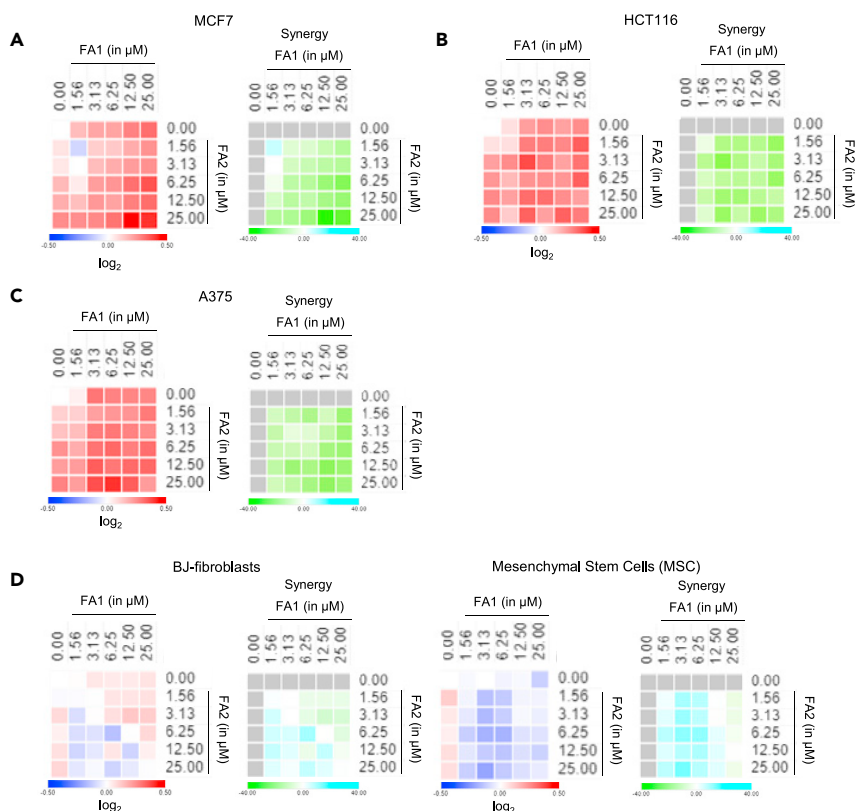 A
MCF7
FA1 (in μM)
0.00 1.56 3.13 6.25 12.50 25.00
0.00
1.56
3.13
6.25
12.50
25.00
FA2 (in μM)
-0.50 0.00 0.50
log2
Synergy
FA1 (in μM)
0.00 1.56 3.13 6.25 12.50 25.00
0.00
1.56
3.13
6.25
12.50
25.00
FA2 (in μM)
-40.00 0.00 40.00
B
HCT116
FA1 (in μM)
0.00 1.56 3.13 6.25 12.50 25.00
0.00
1.56
3.13
6.25
12.50
25.00
FA2 (in μM)
-0.50 0.00 0.50
log2
Synergy
FA1 (in μM)
0.00 1.56 3.13 6.25 12.50 25.00
0.00
1.56
3.13
6.25
12.50
25.00
FA2 (in μM)
-40.00 0.00 40.00
C
A375
FA1 (in μM)
0.00 1.56 3.13 6.25 12.50 25.00
0.00
1.56
3.13
6.25
12.50
25.00
FA2 (in μM)
-0.50 0.00 0.50
log2
Synergy
FA1 (in μM)
0.00 1.56 3.13 6.25 12.50 25.00
0.00
1.56
3.13
6.25
12.50
25.00
FA2 (in μM)
-40.00 0.00 40.00
D
BJ-fibroblasts
FA1 (in μM)
0.00 1.56 3.13 6.25 12.50 25.00
0.00
1.56
3.13
6.25
12.50
25.00
FA2 (in μM)
-0.50 0.00 0.50
log2
Synergy
FA1 (in μM)
0.00 1.56 3.13 6.25 12.50 25.00
0.00
1.56
3.13
6.25
12.50
25.00
FA2 (in μM)
-40.00 0.00 40.00
Mesenchymal Stem Cells (MSC)
FA1 (in μM)
0.00 1.56 3.13 6.25 12.50 25.00
0.00
1.56
3.13
6.25
12.50
25.00
FA2 (in μM)
-0.50 0.00 0.50
log2
Synergy
FA1 (in μM)
0.00 1.56 3.13 6.25 12.50 25.00
0.00
1.56
3.13
6.25
12.50
25.00
FA2 (in μM)
-40.00 0.00 40.00